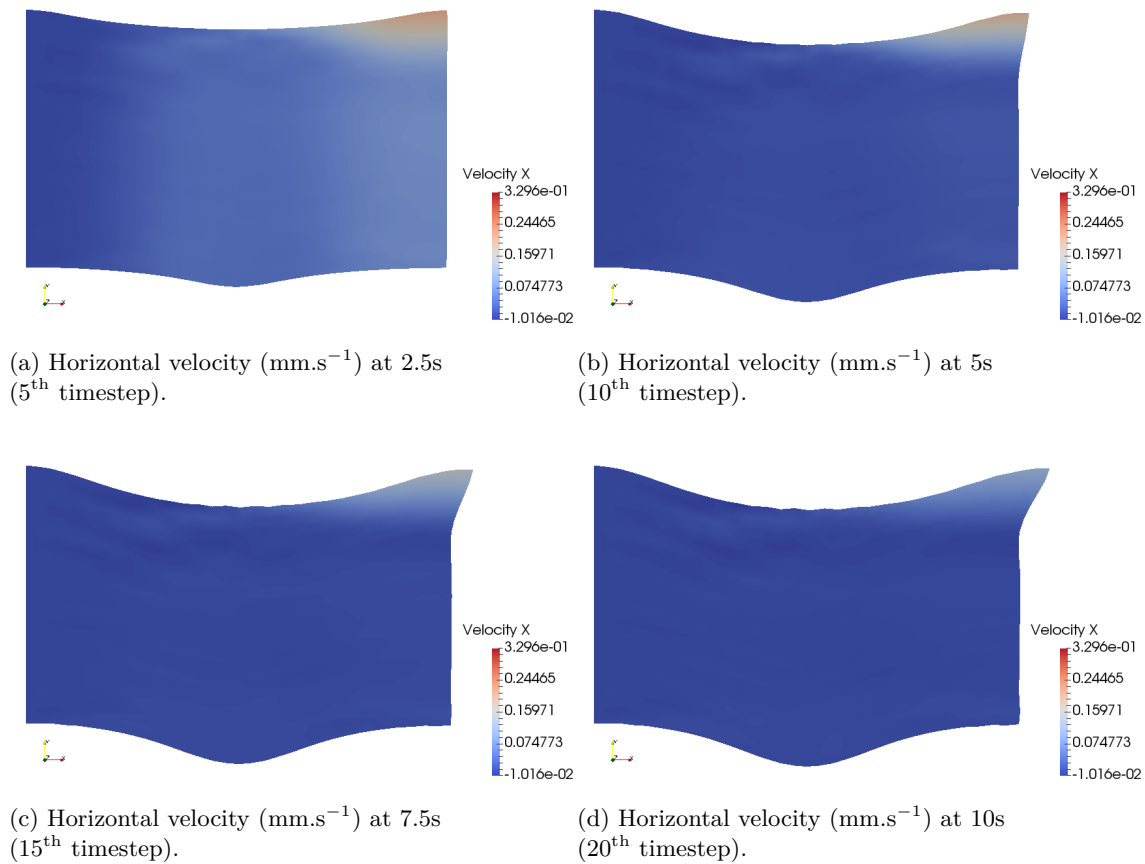 Velocity X
3.296e-01
0.24465
0.15971
0.074773
-1.016e-02
Velocity X
3.296e-01
0.24465
0.15971
0.074773
-1.016e-02
(a) Horizontal velocity (mm.s⁻¹) at 2.5s
(5ᵗʰ timestep).
(b) Horizontal velocity (mm.s⁻¹) at 5s
(10ᵗʰ timestep).
Velocity X
3.296e-01
0.24465
0.15971
0.074773
-1.016e-02
Velocity X
3.296e-01
0.24465
0.15971
0.074773
-1.016e-02
(c) Horizontal velocity (mm.s⁻¹) at 7.5s
(15ᵗʰ timestep).
(d) Horizontal velocity (mm.s⁻¹) at 10s
(20ᵗʰ timestep).